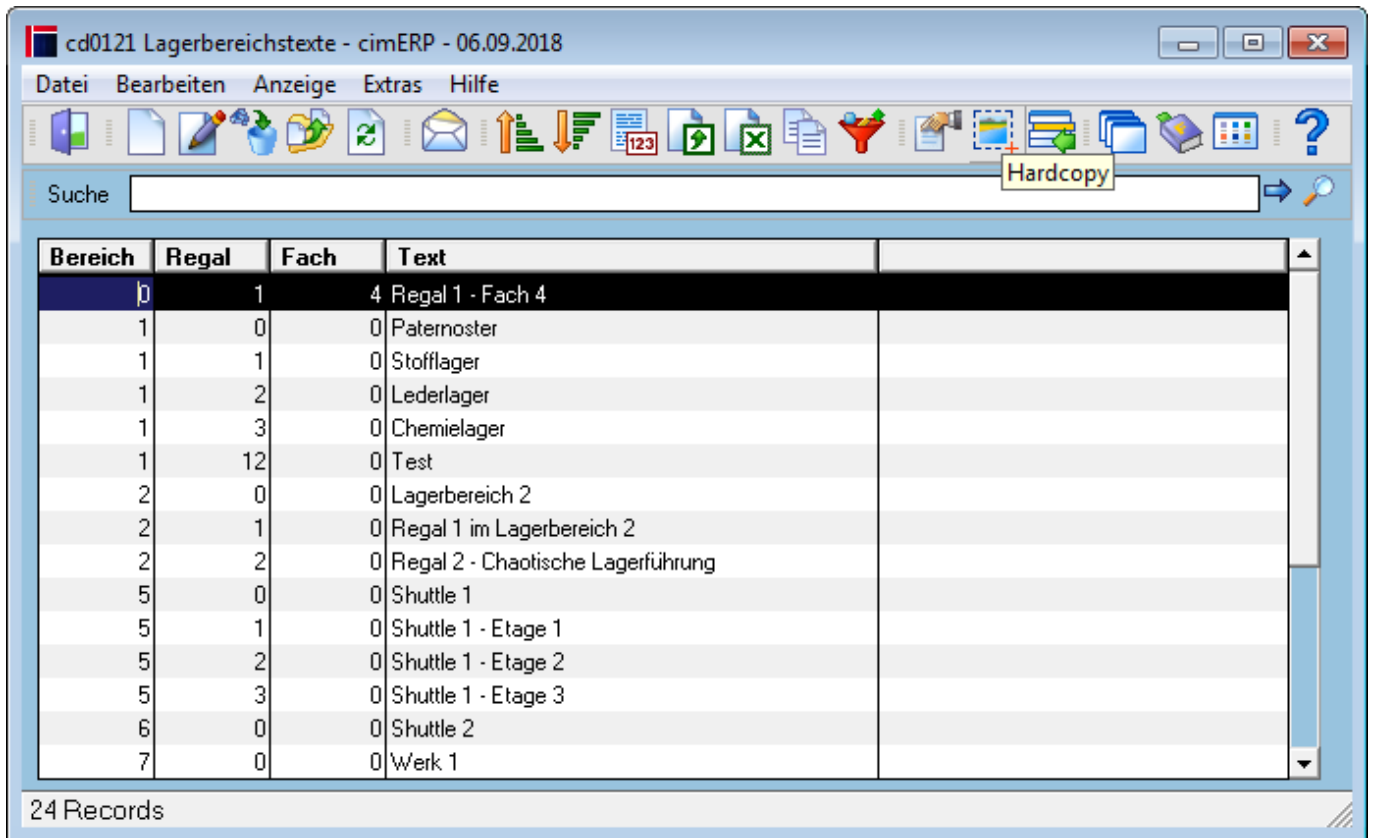 cd0121 Lagerbereichstexte - cimERP - 06.09.2018
Datei Bearbeiten Anzeige Extras Hilfe
123
Hardcopy
Suche
Bereich Regal Fach Text
0 1 4 Regal 1 - Fach 4
1 0 0 Paternoster
1 1 0 Stofflager
1 2 0 Lederlager
1 3 0 Chemielager
1 12 0 Test
2 0 0 Lagerbereich 2
2 1 0 Regal 1 im Lagerbereich 2
2 2 0 Regal 2 - Chaotische Lagerführung
5 0 0 Shuttle 1
5 1 0 Shuttle 1 - Etage 1
5 2 0 Shuttle 1 - Etage 2
5 3 0 Shuttle 1 - Etage 3
6 0 0 Shuttle 2
7 0 0 Werk 1
24 Records